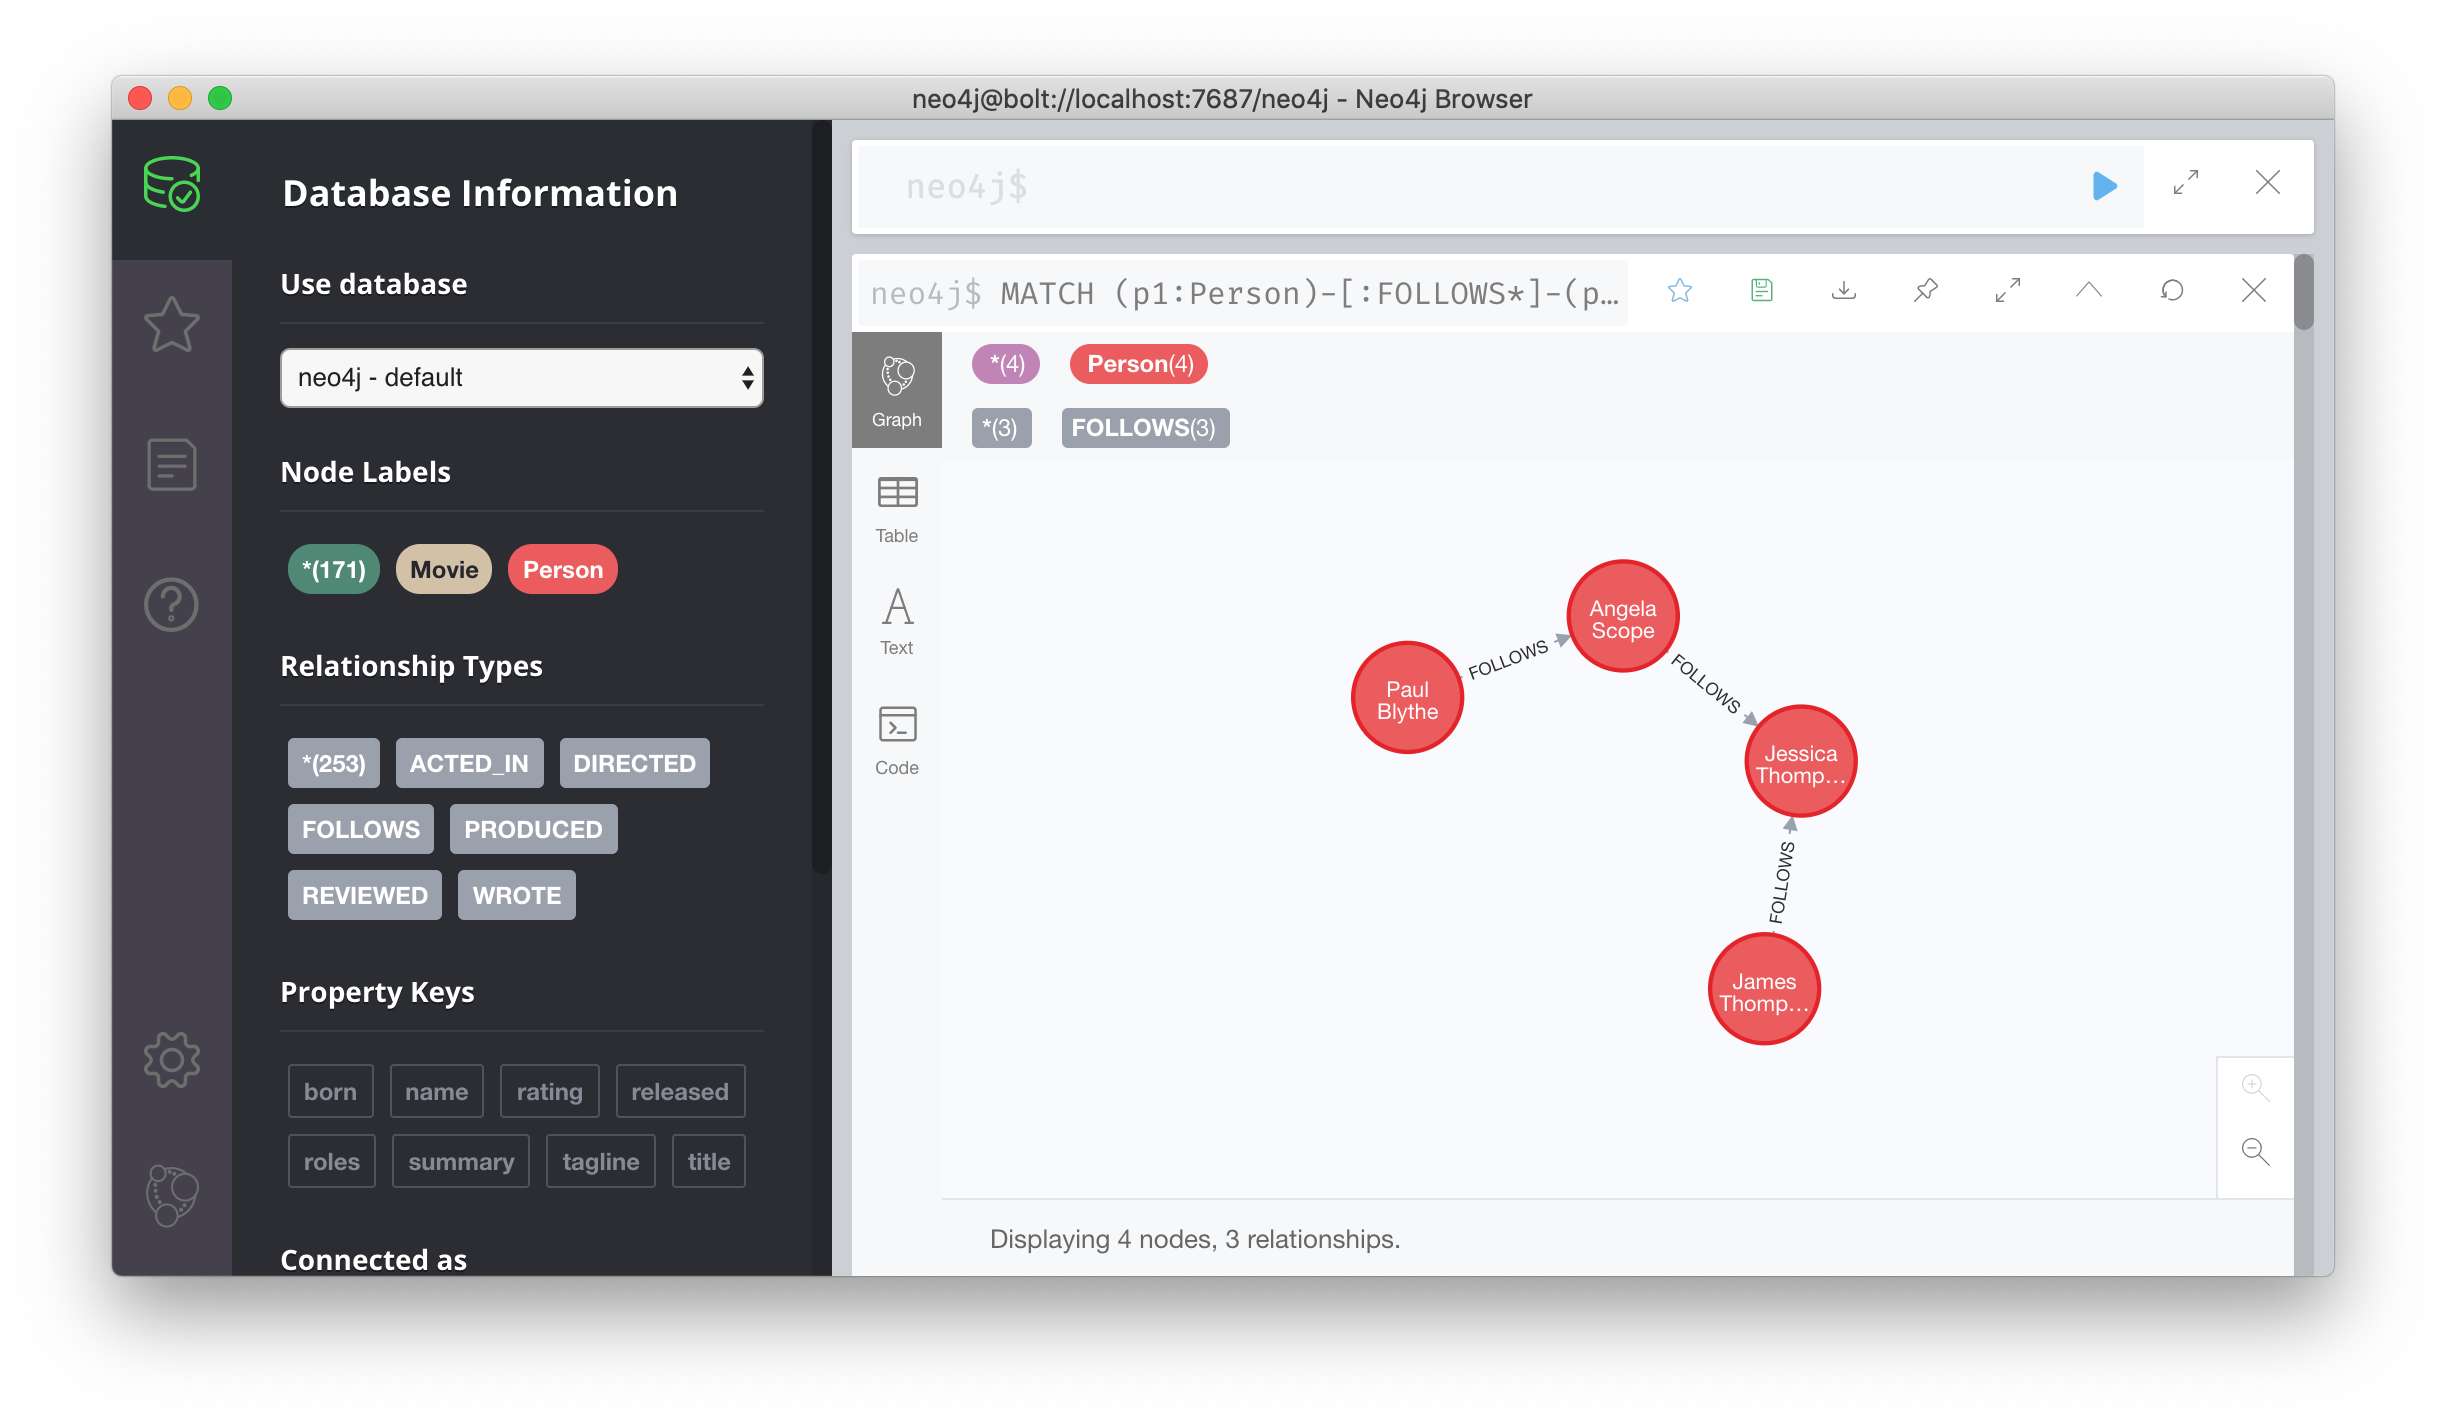 neo4j@bolt://localhost:7687/neo4j - Neo4j Browser
Database Information
Use database
neo4j - default
Node Labels
*(171) Movie Person
Relationship Types
*(253) ACTED_IN DIRECTED
FOLLOWS PRODUCED
REVIEWED WROTE
Property Keys
born name rating released
roles summary tagline title
Connected as
neo4j$
neo4j$ MATCH (p1:Person)-[:FOLLOWS*]-(p…
Graph
Table
Text
Code
*(4) Person(4)
*(3) FOLLOWS(3)
Angela
Scope
FOLLOWS
Paul
Blythe
FOLLOWS
Jessica
Thomp…
FOLLOWS
James
Thomp…
Displaying 4 nodes, 3 relationships.